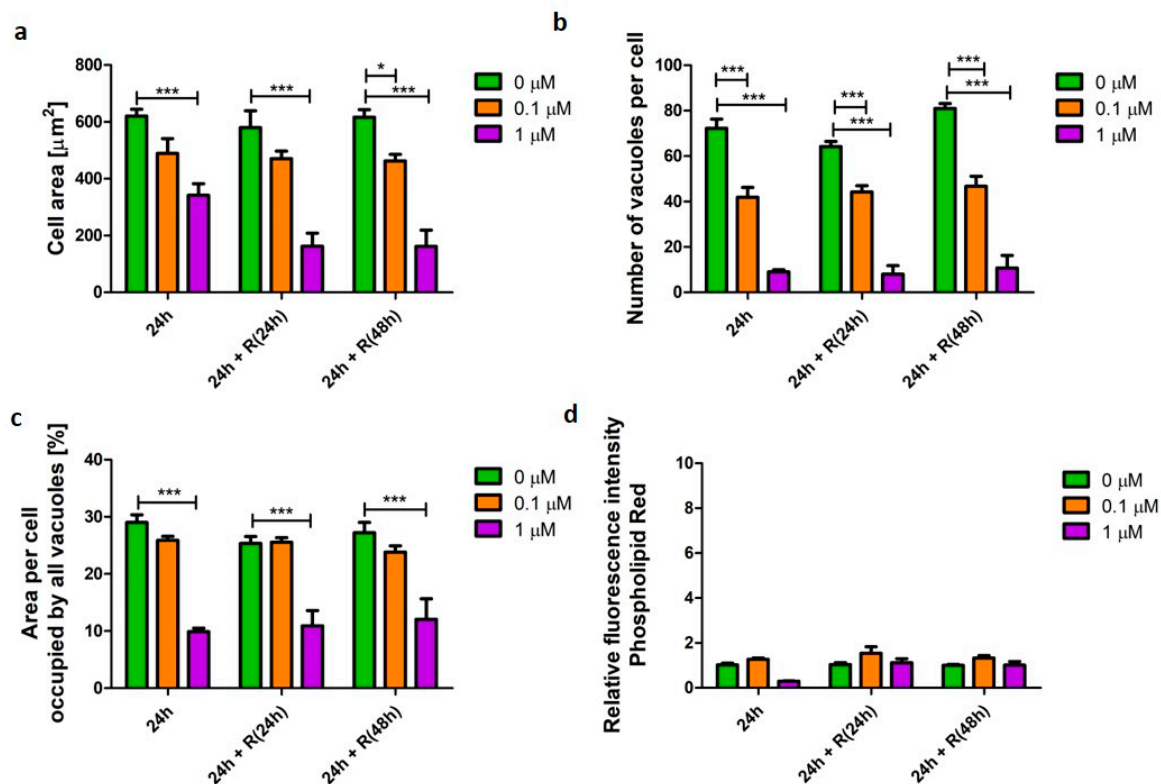 a
Cell area [μm²]
800
600
400
200
0
***
***
*
***
24h
24h + R(24h)
24h + R(48h)
0 μM
0.1 μM
1 μM
b
Number of vacuoles per cell
100
80
60
40
20
0
***
***
***
***
***
***
24h
24h + R(24h)
24h + R(48h)
0 μM
0.1 μM
1 μM
c
Area per cell
occupied by all vacuoles [%]
40
30
20
10
0
***
***
***
24h
24h + R(24h)
24h + R(48h)
0 μM
0.1 μM
1 μM
d
Relative fluorescence intensity
Phospholipid Red
10
8
6
4
2
0
24h
24h + R(24h)
24h + R(48h)
0 μM
0.1 μM
1 μM